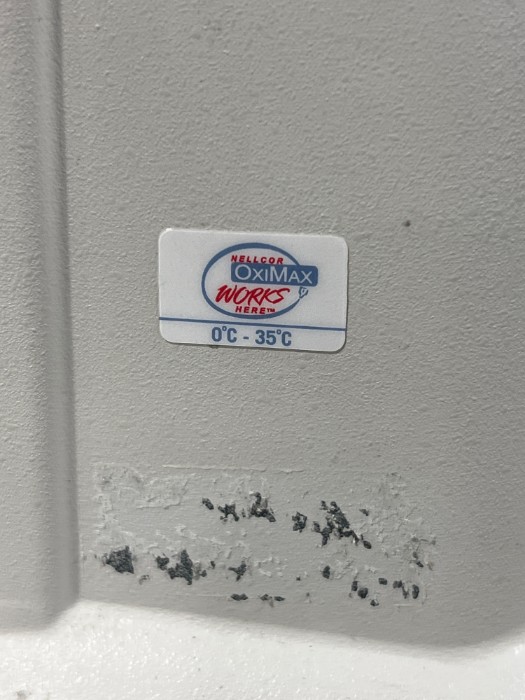 NELLCOR
OXIMAX
WORKS
HERE™
0°C - 35°C